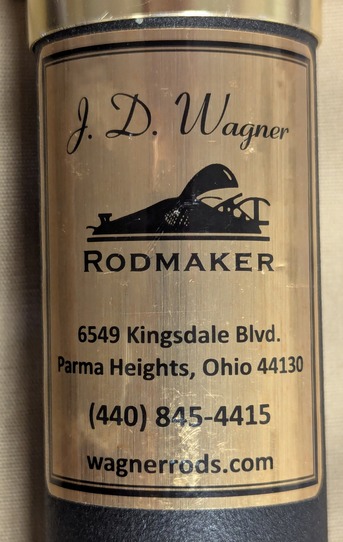 J. D. Wagner
RODMAKER
6549 Kingsdale Blvd.
Parma Heights, Ohio 44130
(440) 845-4415
wagnerrods.com